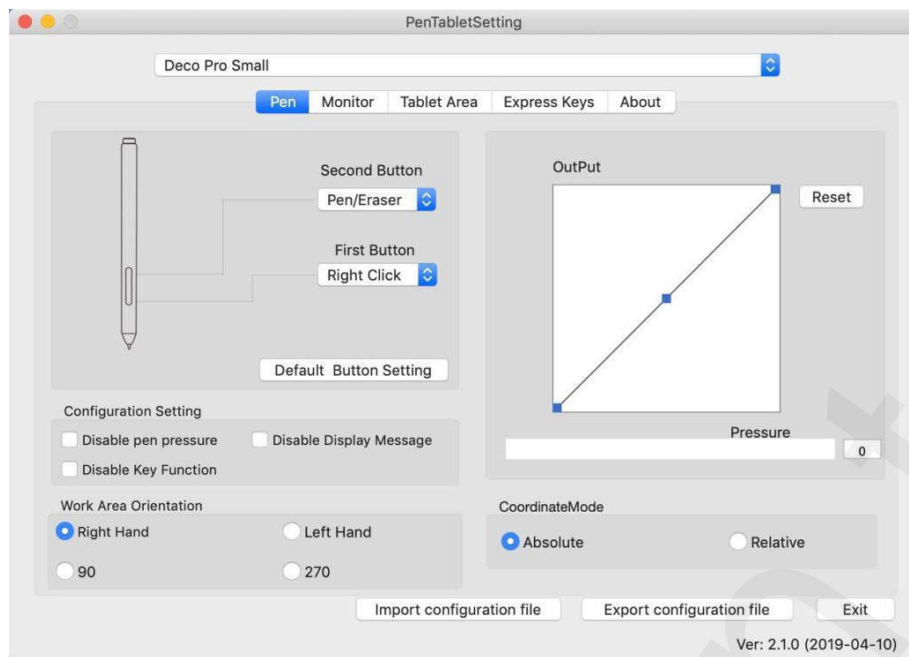 PenTabletSetting
Deco Pro Small
Pen Monitor Tablet Area Express Keys About
Second Button
Pen/Eraser
First Button
Right Click
Default Button Setting
OutPut
Reset
Pressure
0
Configuration Setting
Disable pen pressure Disable Display Message
Disable Key Function
Work Area Orientation
Right Hand Left Hand
90 270
CoordinateMode
Absolute Relative
Import configuration file Export configuration file Exit
Ver: 2.1.0 (2019-04-10)